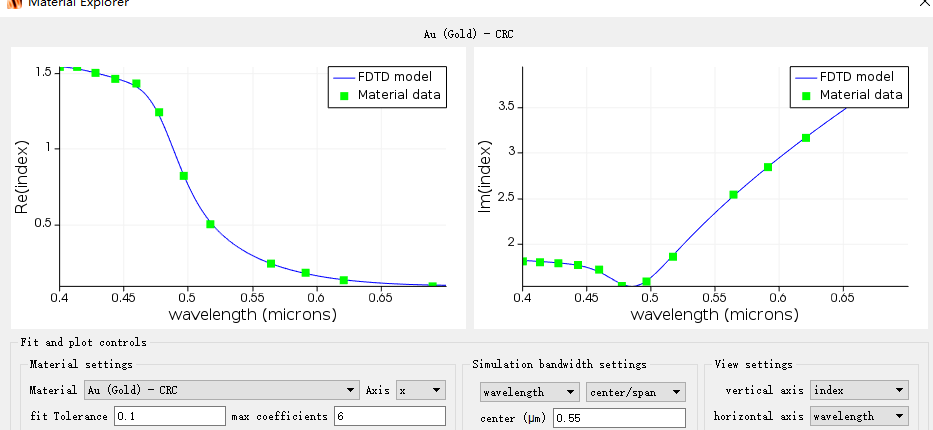 Material Explorer
Au (Gold) - CRC
FDTD model
Material data
Re(index)
1.5
1
0.5
0.4 0.45 0.5 0.55 0.6 0.65
wavelength (microns)
FDTD model
Material data
Im(index)
3.5
3
2.5
2
0.4 0.45 0.5 0.55 0.6 0.65
wavelength (microns)
Fit and plot controls
Material settings
Material Au (Gold) - CRC Axis x
fit Tolerance 0.1 max coefficients 6
Simulation bandwidth settings
wavelength center/span
center (μm) 0.55
View settings
vertical axis index
horizontal axis wavelength